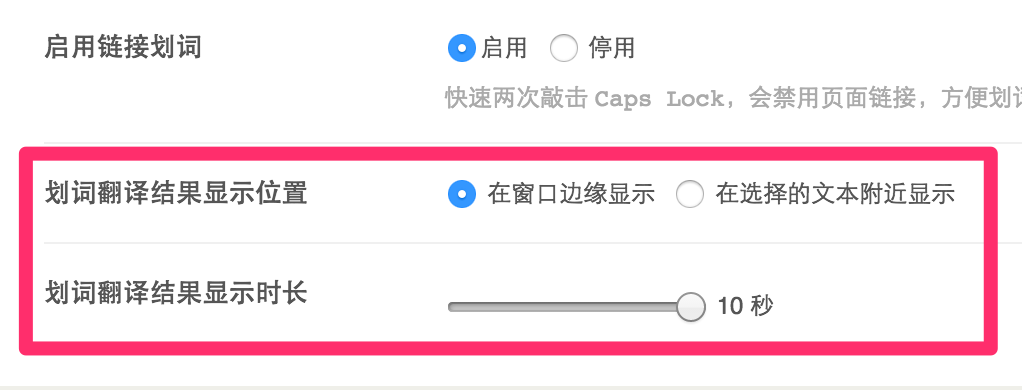 启用链接划词 启用 停用
快速两次敲击 Caps Lock，会禁用页面链接，方便划
划词翻译结果显示位置 在窗口边缘显示 在选择的文本附近显示
划词翻译结果显示时长 10 秒